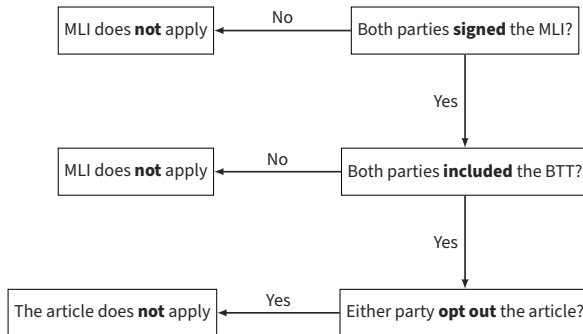 MLI does not apply
No
Both parties signed the MLI?
Yes
MLI does not apply
No
Both parties included the BTT?
Yes
The article does not apply
Yes
Either party opt out the article?